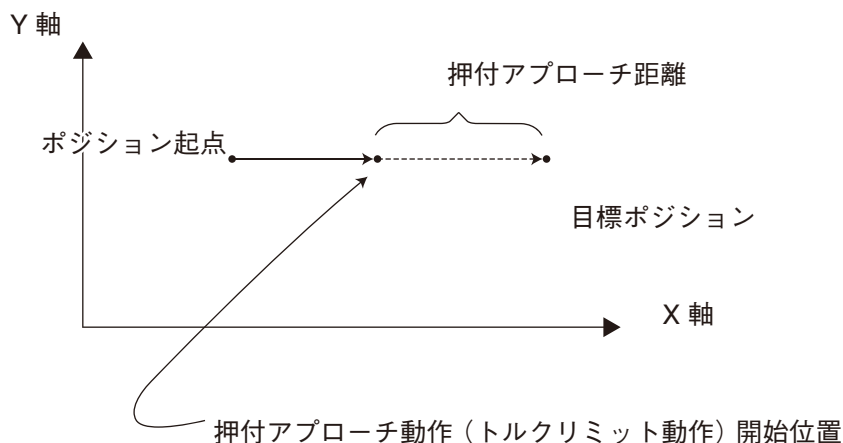 Y 軸
押付アプローチ距離
ポジション起点
目標ポジション
X 軸
押付アプローチ動作（トルクリミット動作）開始位置